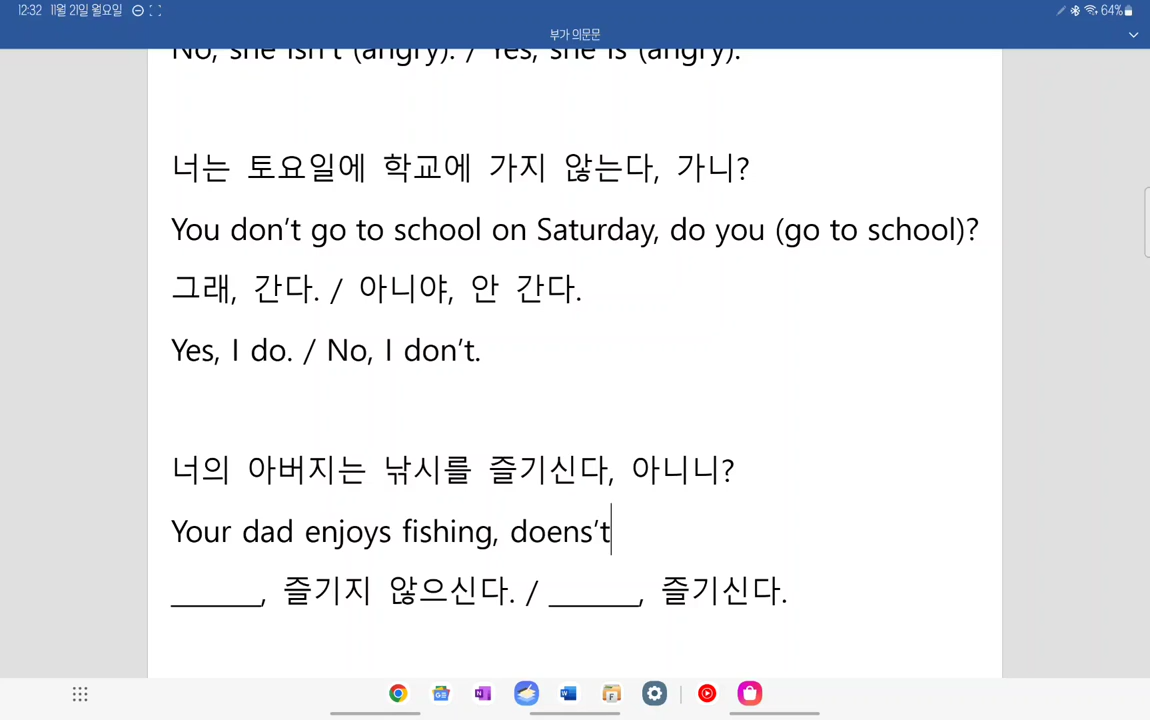 12:32 11월 21일 월요일 64%
부가 의문문
No, she isn't (angry). / Yes, she is (angry).
너는 토요일에 학교에 가지 않는다, 가니?
You don't go to school on Saturday, do you (go to school)?
그래, 간다. / 아니야, 안 간다.
Yes, I do. / No, I don't.
너의 아버지는 낚시를 즐기신다, 아니니?
Your dad enjoys fishing, doens't
______, 즐기지 않으신다. / ______, 즐기신다.